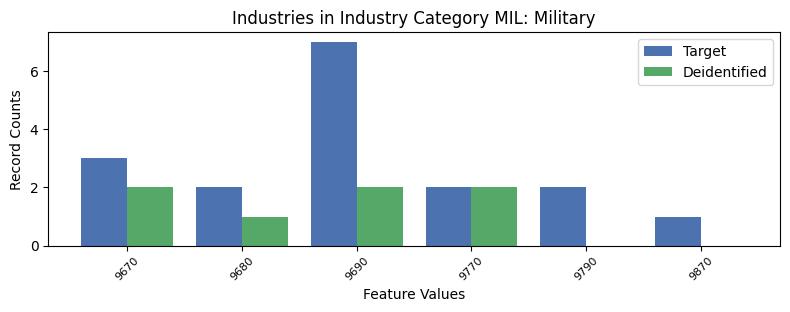 Industries in Industry Category MIL: Military
Target
Deidentified
Record Counts
6
4
2
0
9670
9680
9690
9770
9790
9870
Feature Values